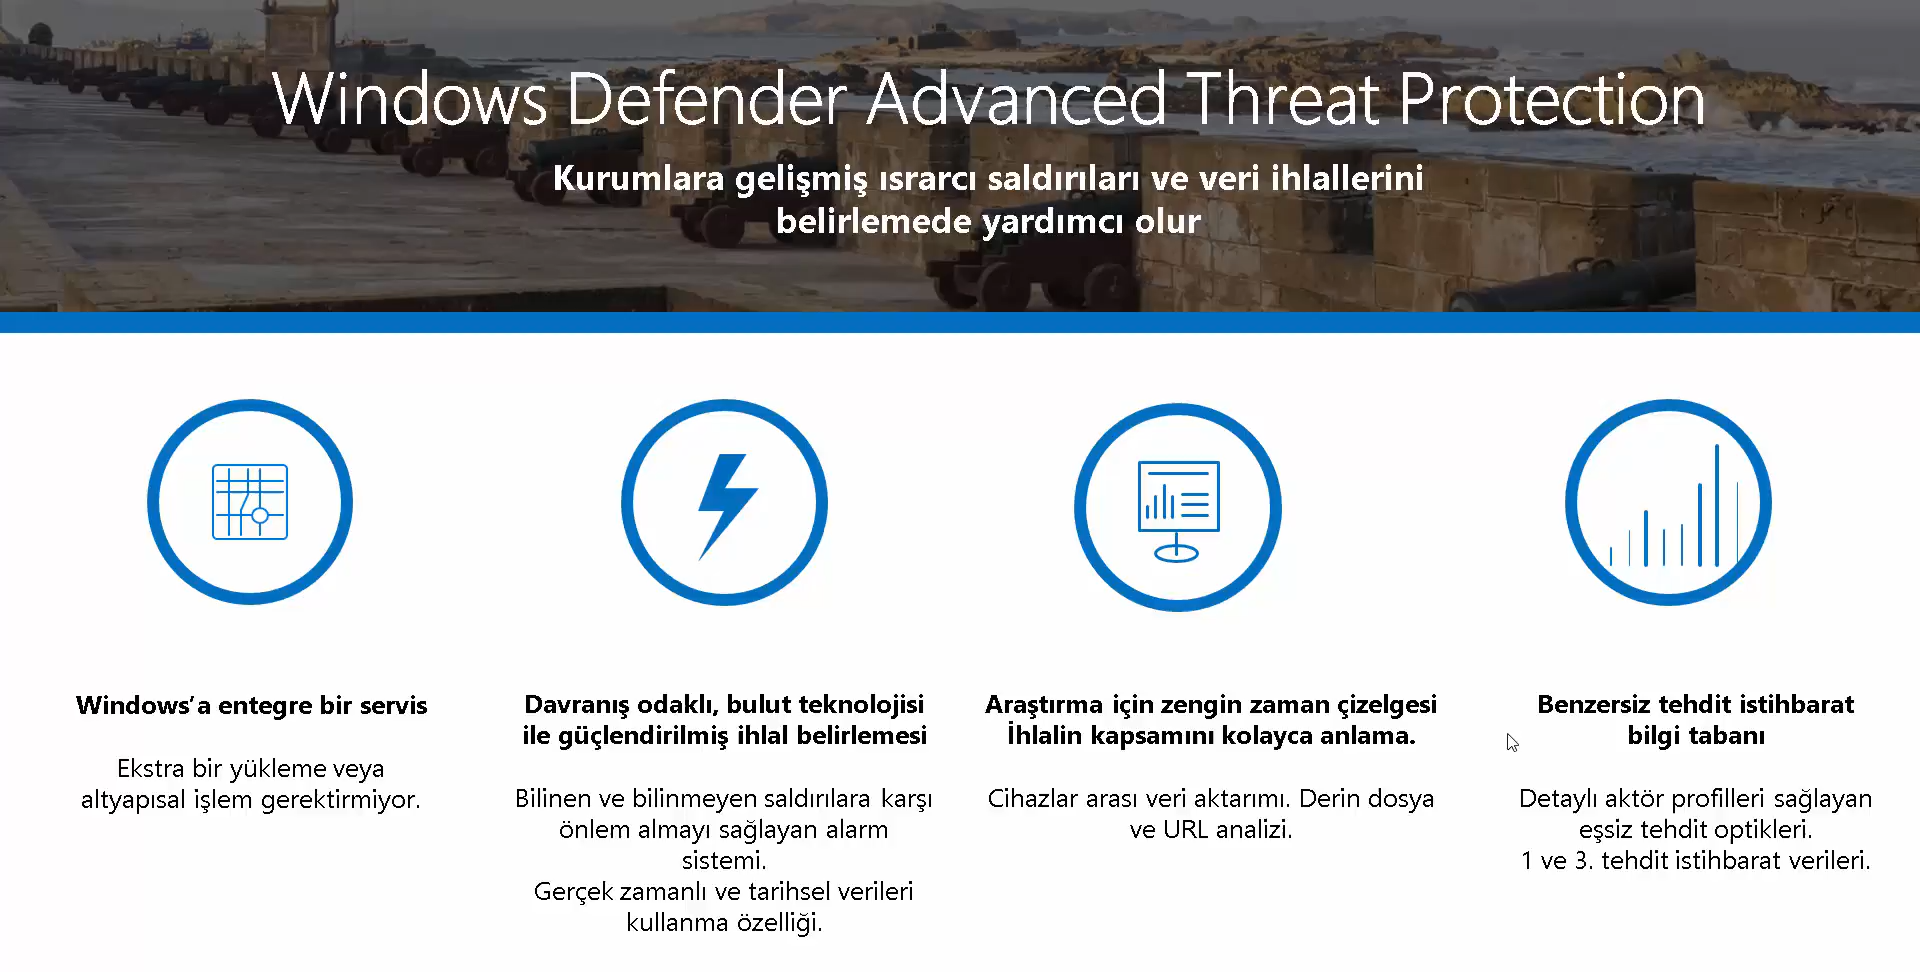 Windows Defender Advanced Threat Protection
Kurumlara gelişmiş ısrarcı saldırıları ve veri ihlallerini
belirlemede yardımcı olur
Windows'a entegre bir servis
Ekstra bir yükleme veya
altyapısal işlem gerektirmiyor.
Davranış odaklı, bulut teknolojisi
ile güçlendirilmiş ihlal belirlemesi
Bilinen ve bilinmeyen saldırılara karşı
önlem almayı sağlayan alarm
sistemi.
Gerçek zamanlı ve tarihsel verileri
kullanma özelliği.
Araştırma için zengin zaman çizelgesi
İhlalin kapsamını kolayca anlama.
Cihazlar arası veri aktarımı. Derin dosya
ve URL analizi.
Benzersiz tehdit istihbarat
bilgi tabanı
Detaylı aktör profilleri sağlayan
eşsiz tehdit optikleri.
1 ve 3. tehdit istihbarat verileri.